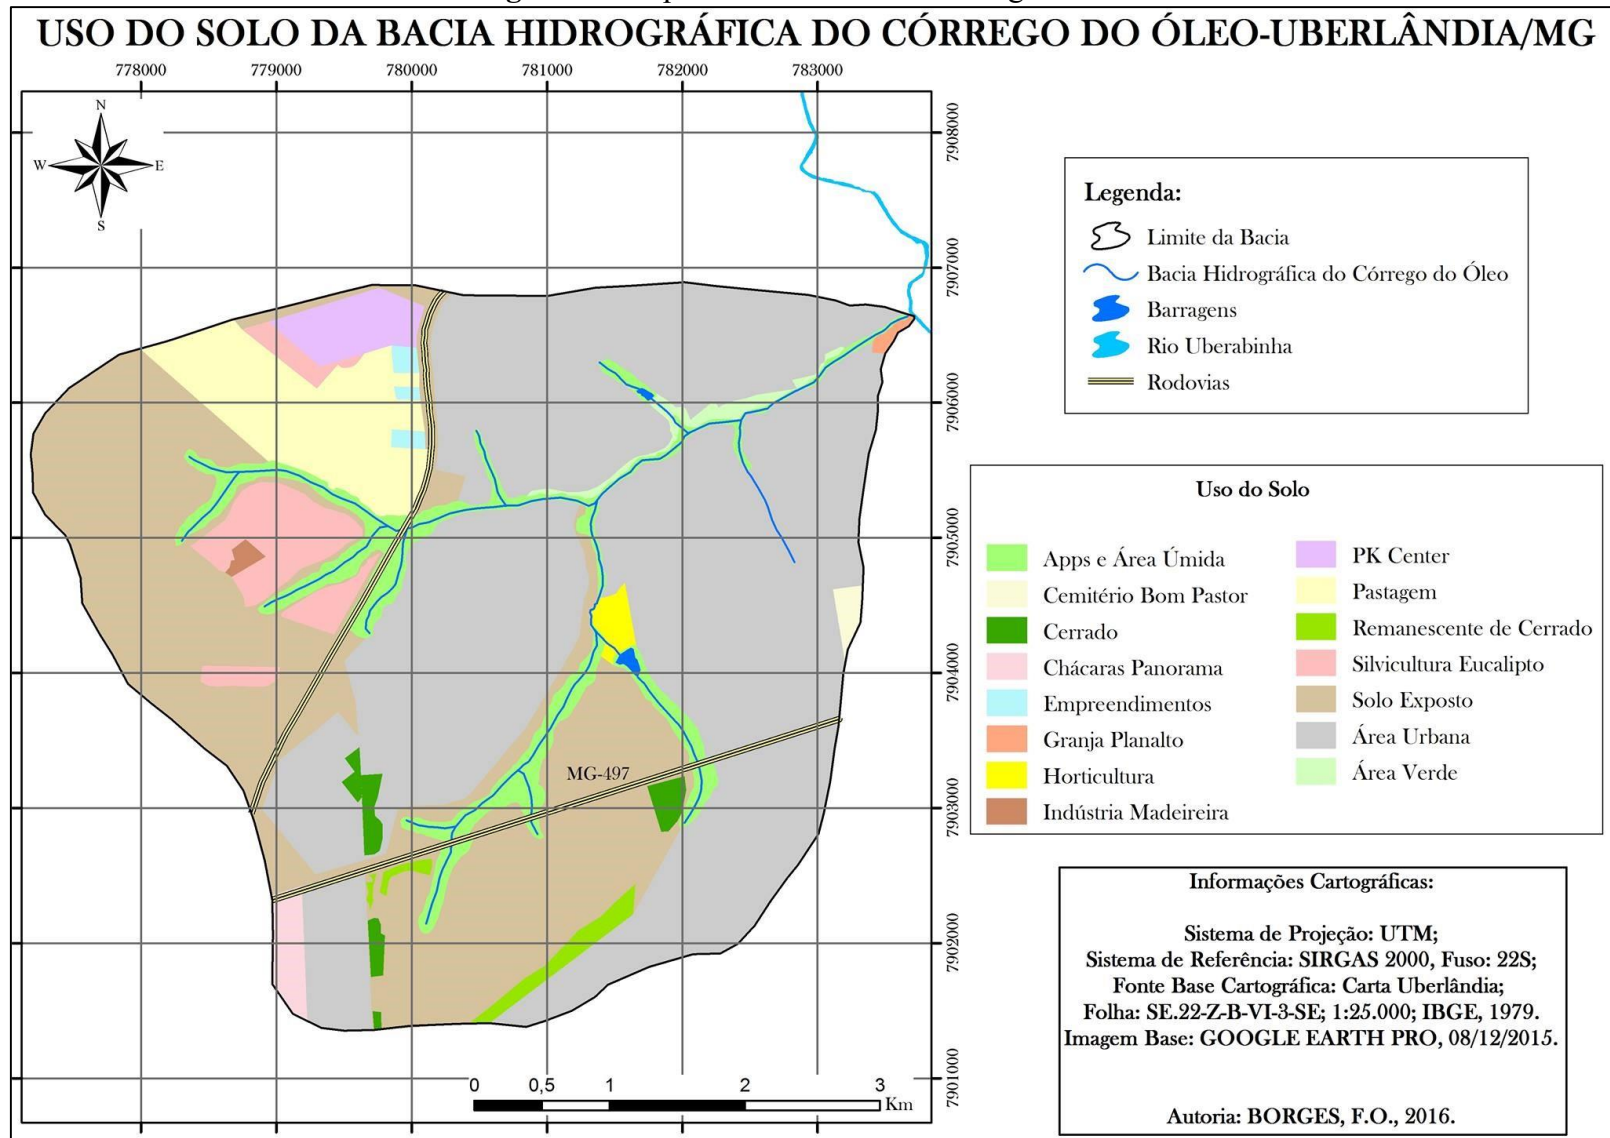 USO DO SOLO DA BACIA HIDROGRÁFICA DO CÓRREGO DO ÓLEO-UBERLÂNDIA/MG
778000 779000 780000 781000 782000 783000
N
W E
S
7908000
7907000
7906000
7905000
7904000
7903000
7902000
7901000
MG-497
0 0,5 1 2 3
Km
Legenda:
Limite da Bacia
Bacia Hidrográfica do Córrego do Óleo
Barragens
Rio Uberabinha
Rodovias
Uso do Solo
Apps e Área Úmida
Cemitério Bom Pastor
Cerrado
Chácaras Panorama
Empreendimentos
Granja Planalto
Horticultura
Indústria Madeireira
PK Center
Pastagem
Remanescente de Cerrado
Silvicultura Eucalipto
Solo Exposto
Área Urbana
Área Verde
Informações Cartográficas:
Sistema de Projeção: UTM;
Sistema de Referência: SIRGAS 2000, Fuso: 22S;
Fonte Base Cartográfica: Carta Uberlândia;
Folha: SE.22-Z-B-VI-3-SE; 1:25.000; IBGE, 1979.
Imagem Base: GOOGLE EARTH PRO, 08/12/2015.
Autoria: BORGES, F.O., 2016.